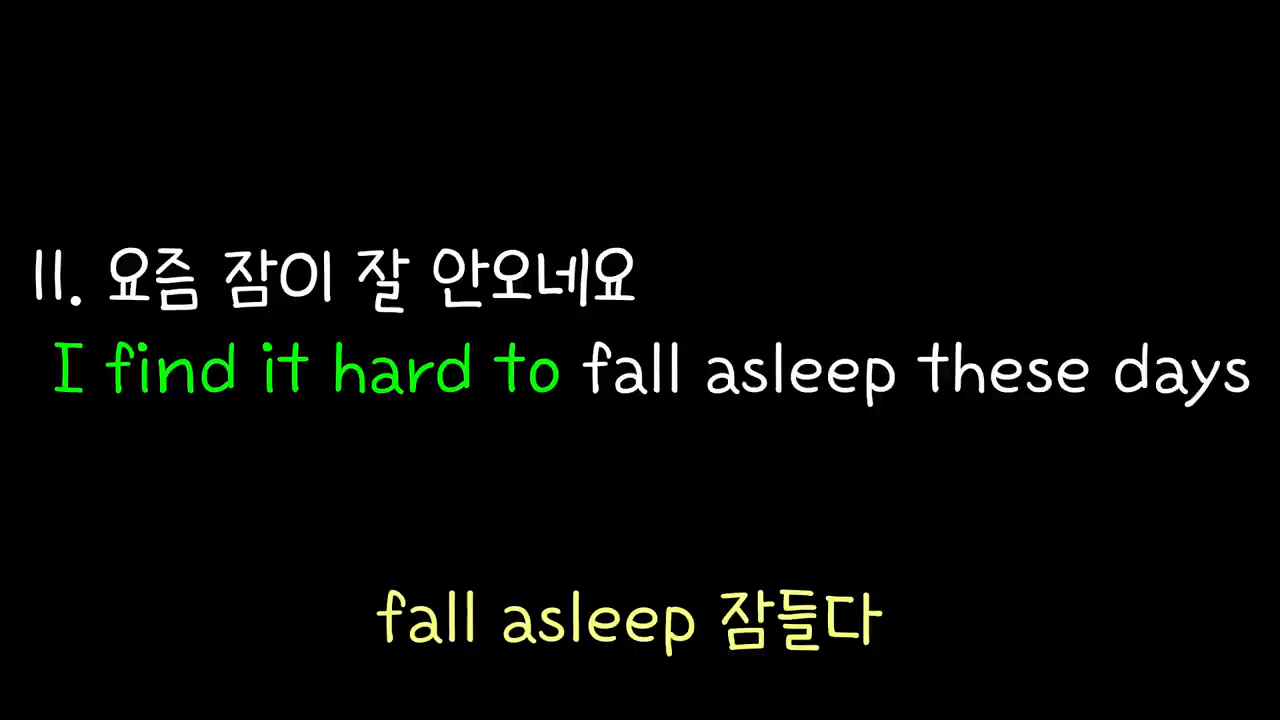 11. 요즘 잠이 잘 안오네요
I find it hard to fall asleep these days
fall asleep 잠들다